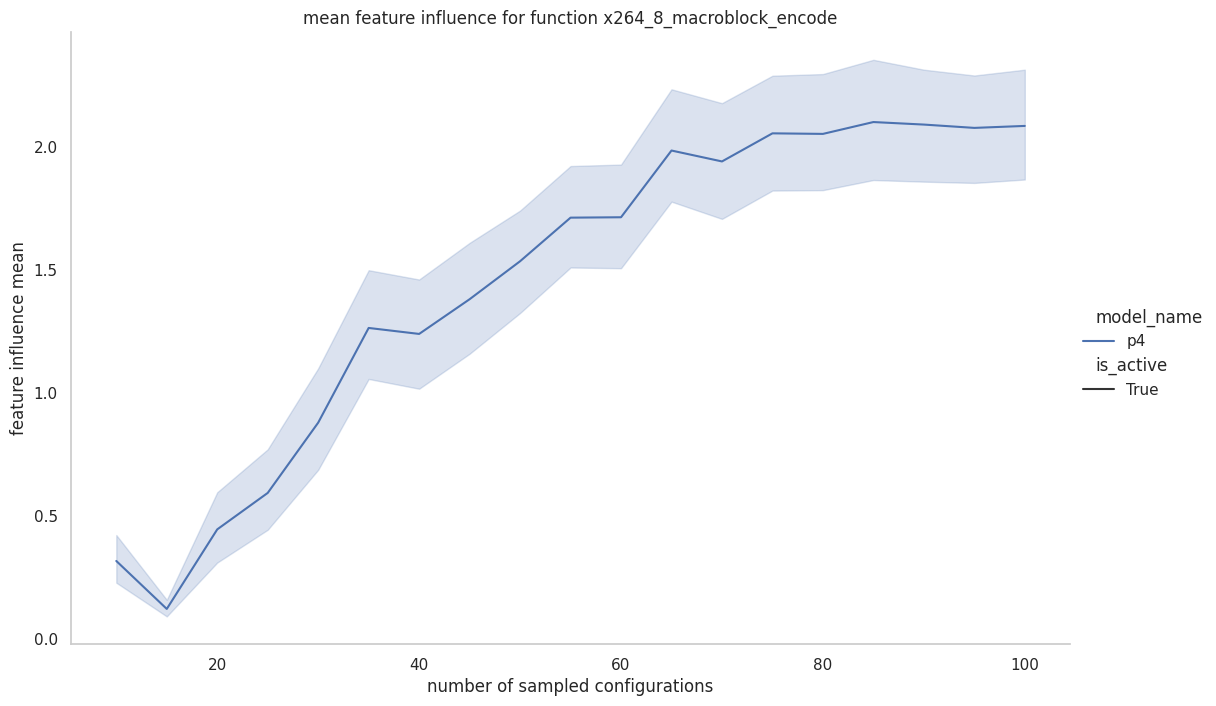 mean feature influence for function x264_8_macroblock_encode
2.0
1.5
1.0
0.5
0.0
feature influence mean
20 40 60 80 100
number of sampled configurations
model_name
p4
is_active
True